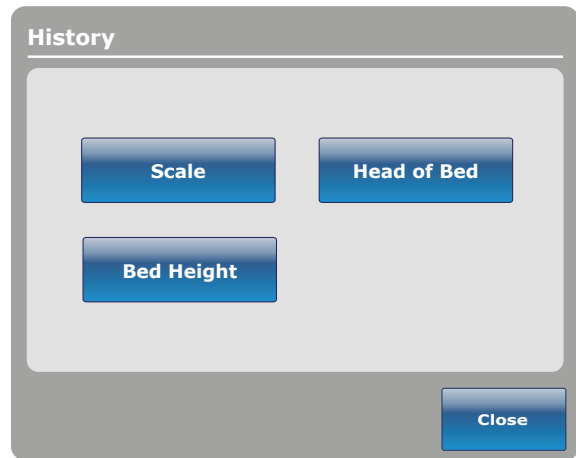 History
Scale
Head of Bed
Bed Height
Close